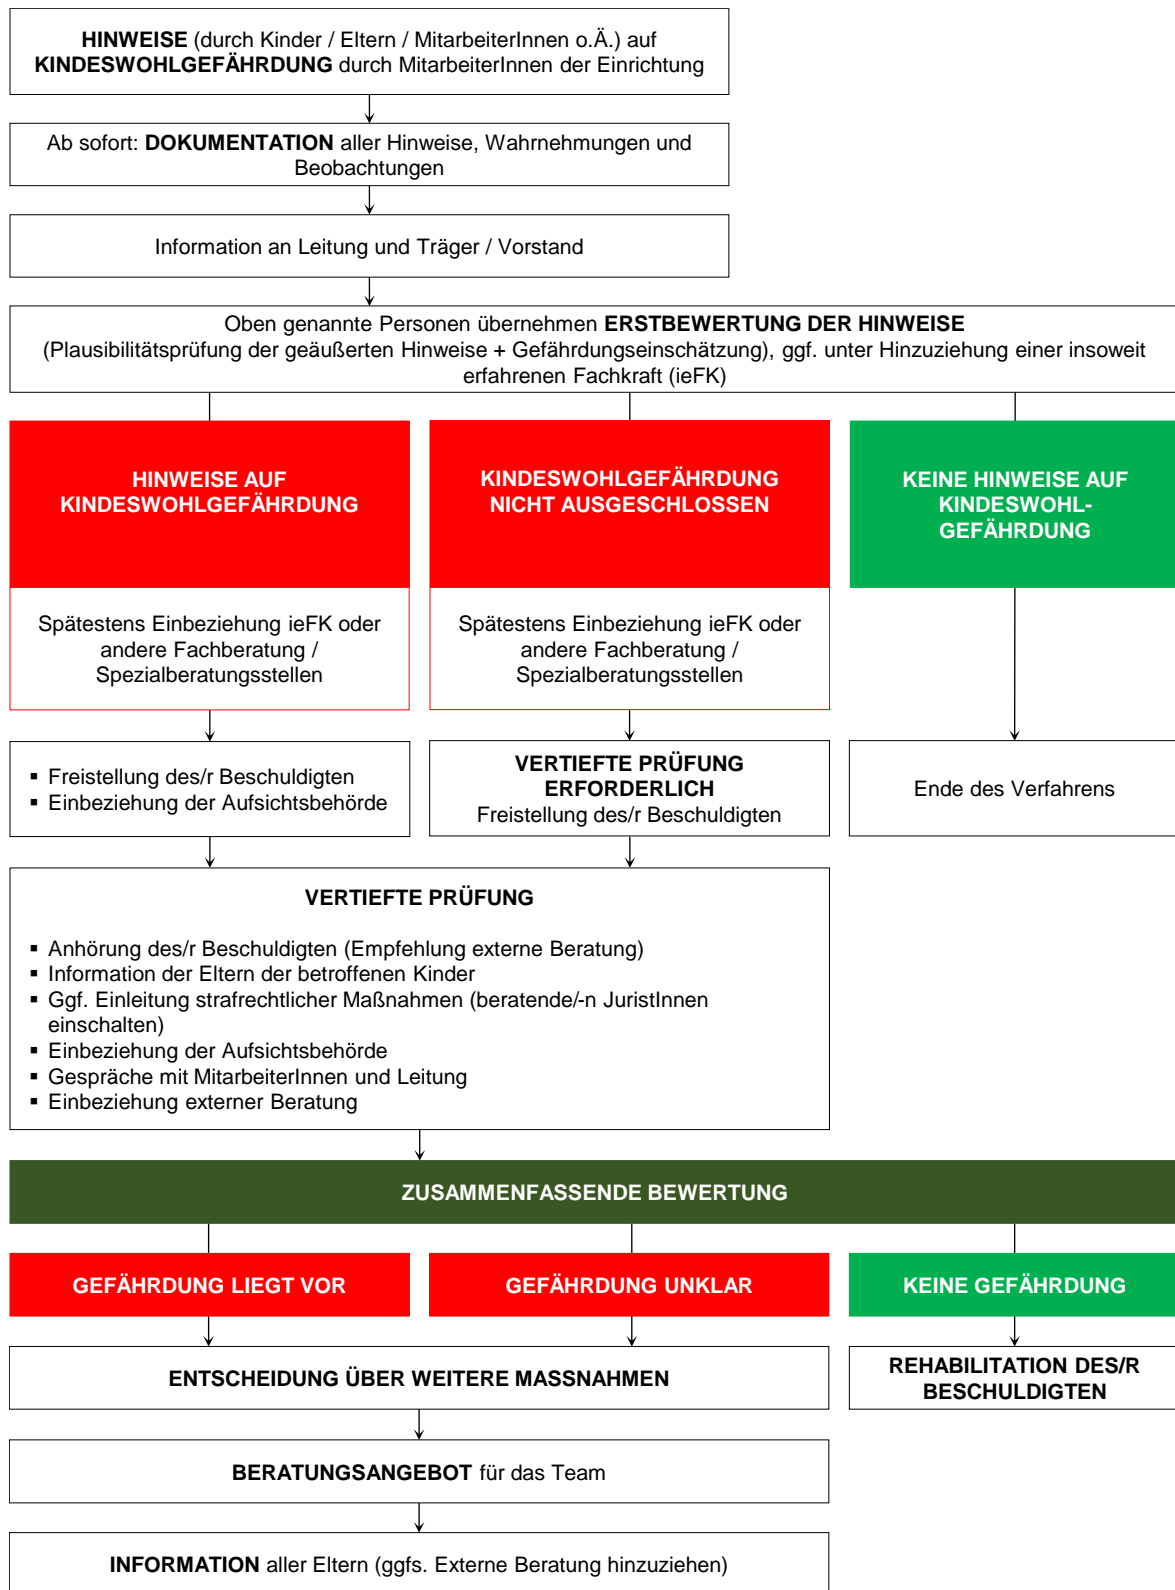 HINWEISE (durch Kinder / Eltern / MitarbeiterInnen o.Ä.) auf
KINDESWOHLGEFÄHRDUNG durch MitarbeiterInnen der Einrichtung
Ab sofort: DOKUMENTATION aller Hinweise, Wahrnehmungen und
Beobachtungen
Information an Leitung und Träger / Vorstand
Oben genannte Personen übernehmen ERSTBEWERTUNG DER HINWEISE
(Plausibilitätsprüfung der geäußerten Hinweise + Gefährdungseinschätzung), ggf. unter Hinzuziehung einer insoweit
erfahrenen Fachkraft (ieFK)
HINWEISE AUF
KINDESWOHLGEFÄHRDUNG
KINDESWOHLGEFÄHRDUNG
NICHT AUSGESCHLOSSEN
KEINE HINWEISE AUF
KINDESWOHL-
GEFÄHRDUNG
Spätestens Einbeziehung ieFK oder
andere Fachberatung /
Spezialberatungsstellen
Spätestens Einbeziehung ieFK oder
andere Fachberatung /
Spezialberatungsstellen
▪ Freistellung des/r Beschuldigten
▪ Einbeziehung der Aufsichtsbehörde
VERTIEFTE PRÜFUNG
ERFORDERLICH
Freistellung des/r Beschuldigten
Ende des Verfahrens
VERTIEFTE PRÜFUNG
▪ Anhörung des/r Beschuldigten (Empfehlung externe Beratung)
▪ Information der Eltern der betroffenen Kinder
▪ Ggf. Einleitung strafrechtlicher Maßnahmen (beratende/-n JuristInnen
einschalten)
▪ Einbeziehung der Aufsichtsbehörde
▪ Gespräche mit MitarbeiterInnen und Leitung
▪ Einbeziehung externer Beratung
ZUSAMMENFASSENDE BEWERTUNG
GEFÄHRDUNG LIEGT VOR
GEFÄHRDUNG UNKLAR
KEINE GEFÄHRDUNG
ENTSCHEIDUNG ÜBER WEITERE MASSNAHMEN
REHABILITATION DES/R
BESCHULDIGTEN
BERATUNGSANGEBOT für das Team
INFORMATION aller Eltern (ggfs. Externe Beratung hinzuziehen)